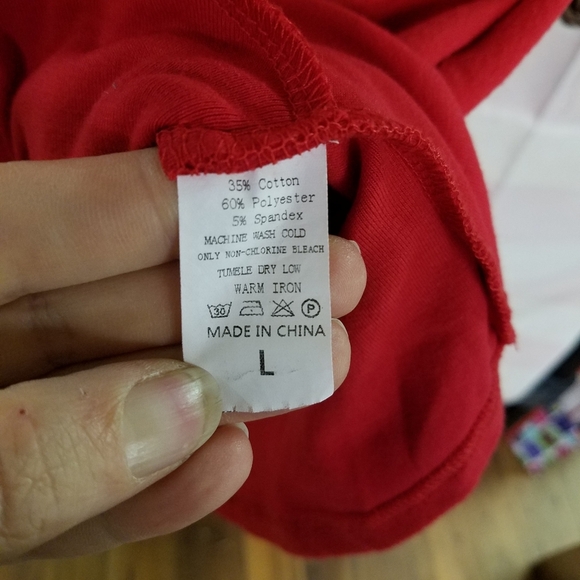 35% Cotton
60% Polyester
5% Spandex
MACHINE WASH COLD
ONLY NON-CHLORINE BLEACH
TUMBLE DRY LOW
WARM IRON
30 P
MADE IN CHINA
L